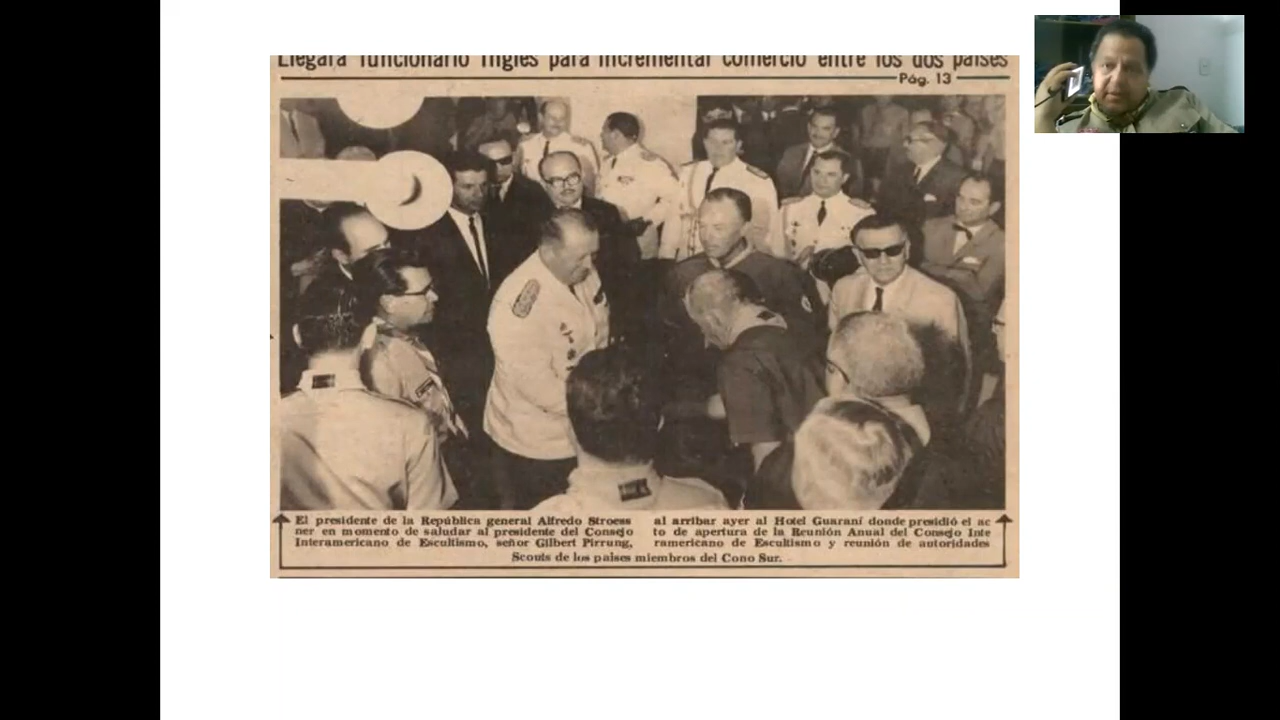 Llegará funcionario inglés para incrementar comercio entre los dos países
Pág. 13
El presidente de la República general Alfredo Stroess
ner en momento de saludar al presidente del Consejo
Interamericano de Escultismo, señor Gilbert Pirrung,
al arribar ayer al Hotel Guaraní donde presidió el ac
to de apertura de la Reunión Anual del Consejo Inte
ramericano de Escultismo y reunión de autoridades
Scouts de los países miembros del Cono Sur.